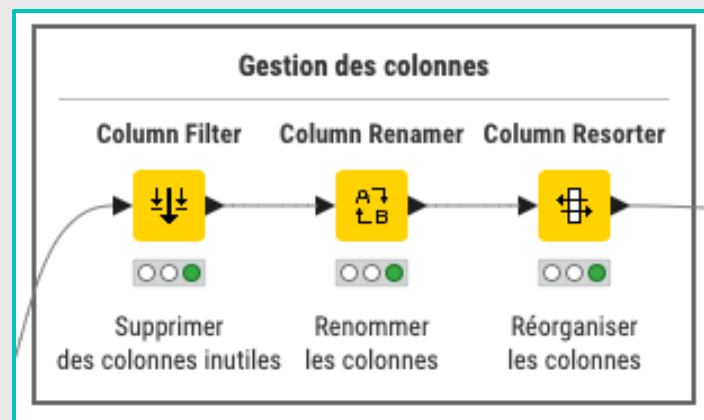 Gestion des colonnes
Column Filter
Column Renamer
Column Resorter
A
B
Supprimer
des colonnes inutiles
Renommer
les colonnes
Réorganiser
les colonnes